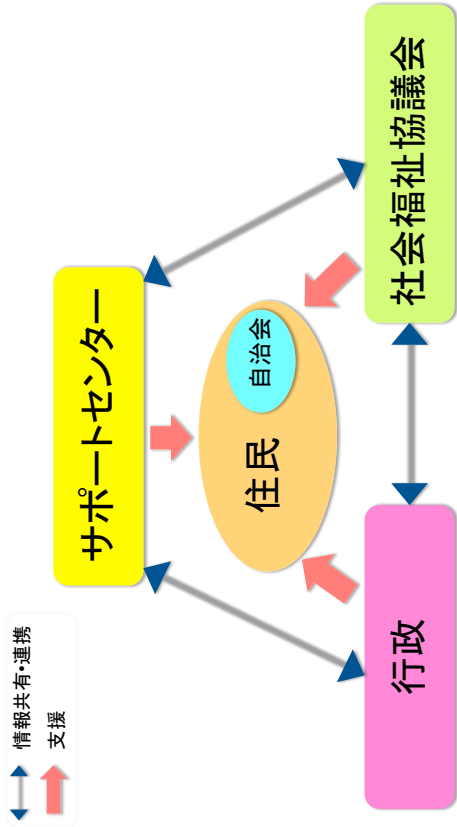 情報共有・連携
支援
サポートセンター
住民
自治会
行政
社会福祉協議会